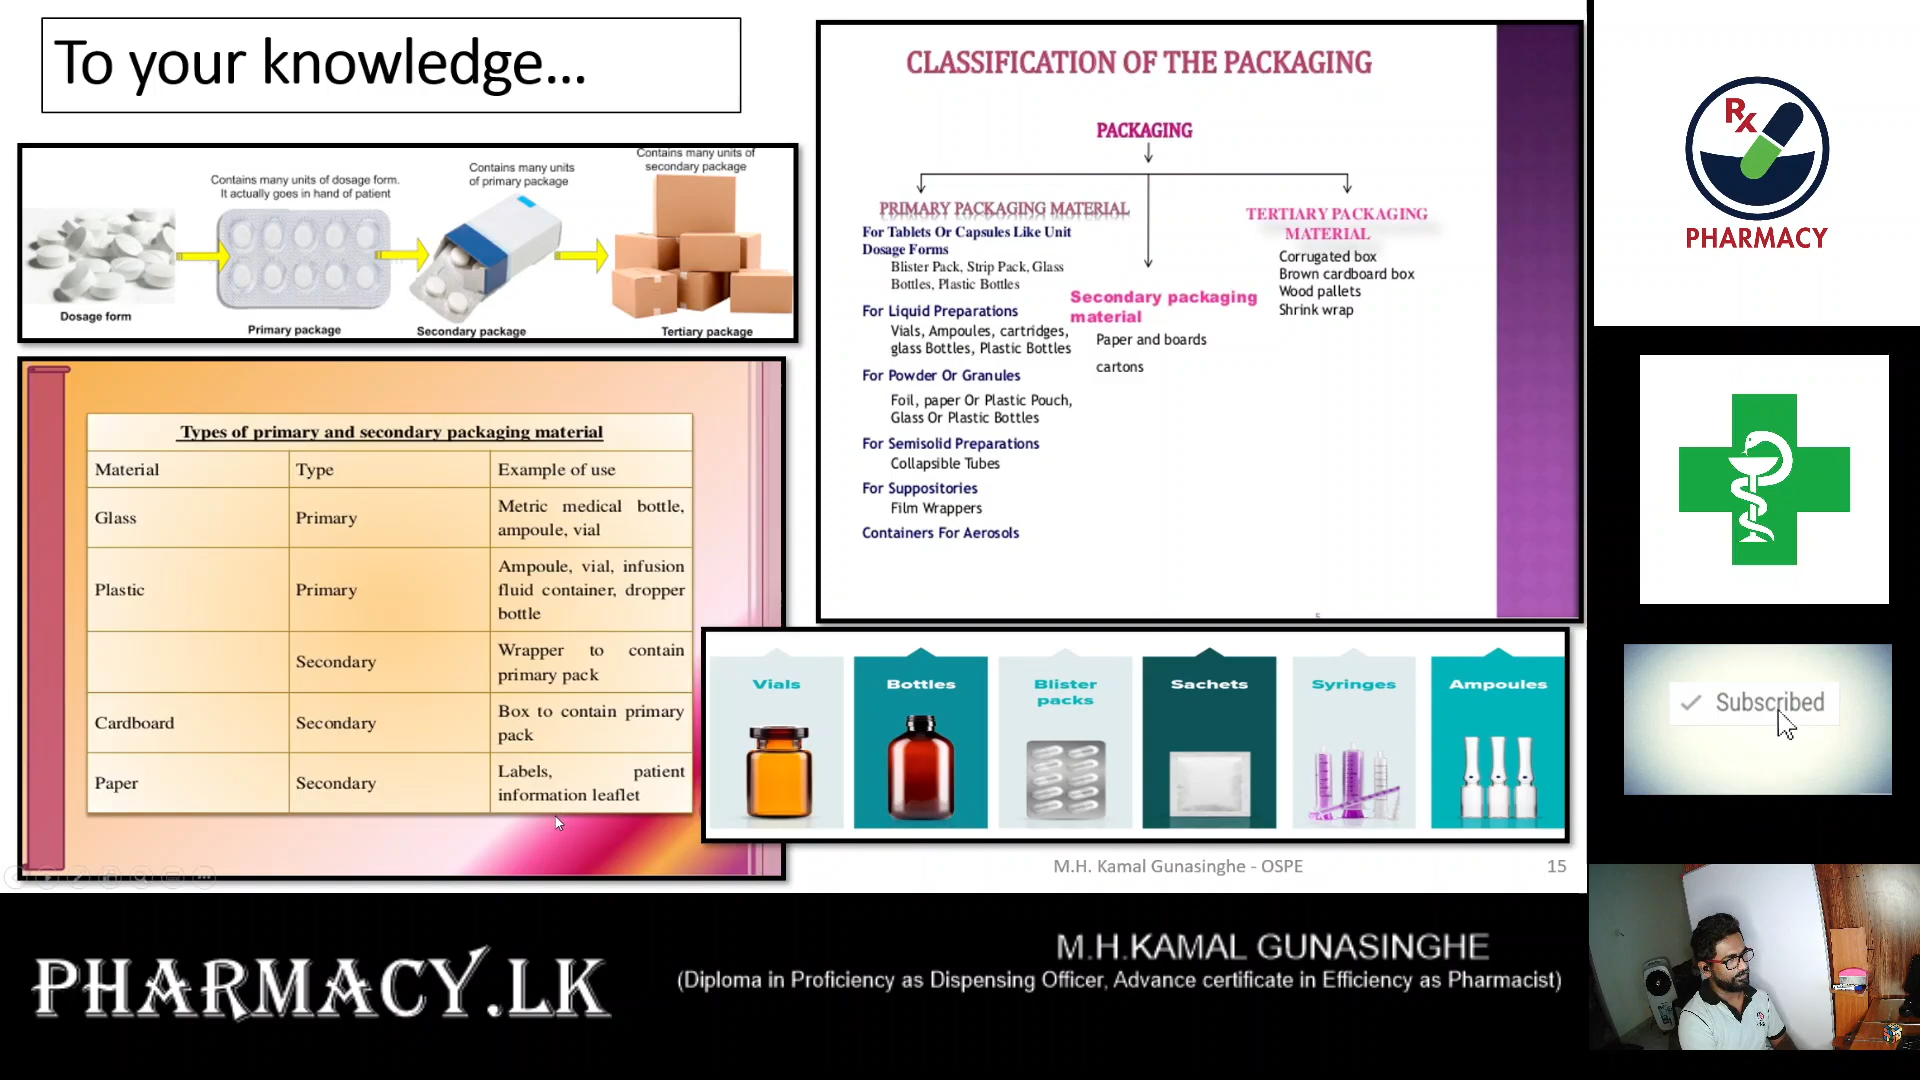 To your knowledge...
Contains many units of dosage form.
It actually goes in hand of patient
Contains many units
of primary package
Contains many units of
secondary package
Dosage form
Primary package
Secondary package
Tertiary package
Types of primary and secondary packaging material
Material Type Example of use
Glass Primary Metric medical bottle,
ampoule, vial
Plastic Primary Ampoule, vial, infusion
fluid container, dropper
bottle
Secondary Wrapper to contain
primary pack
Cardboard Secondary Box to contain primary
pack
Paper Secondary Labels, patient
information leaflet
CLASSIFICATION OF THE PACKAGING
PACKAGING
PRIMARY PACKAGING MATERIAL
For Tablets Or Capsules Like Unit
Dosage Forms
Blister Pack, Strip Pack, Glass
Bottles, Plastic Bottles
For Liquid Preparations
Vials, Ampoules, cartridges,
glass Bottles, Plastic Bottles
For Powder Or Granules
Foil, paper Or Plastic Pouch,
Glass Or Plastic Bottles
For Semisolid Preparations
Collapsible Tubes
For Suppositories
Film Wrappers
Containers For Aerosols
Secondary packaging
material
Paper and boards
cartons
TERTIARY PACKAGING
MATERIAL
Corrugated box
Brown cardboard box
Wood pallets
Shrink wrap
5
Vials
Bottles
Blister
packs
Sachets
Syringes
Ampoules
M.H. Kamal Gunasinghe - OSPE
15
Rx
PHARMACY
Subscribed
PHARMACY.LK
M.H.KAMAL GUNASINGHE
(Diploma in Proficiency as Dispensing Officer, Advance certificate in Efficiency as Pharmacist)